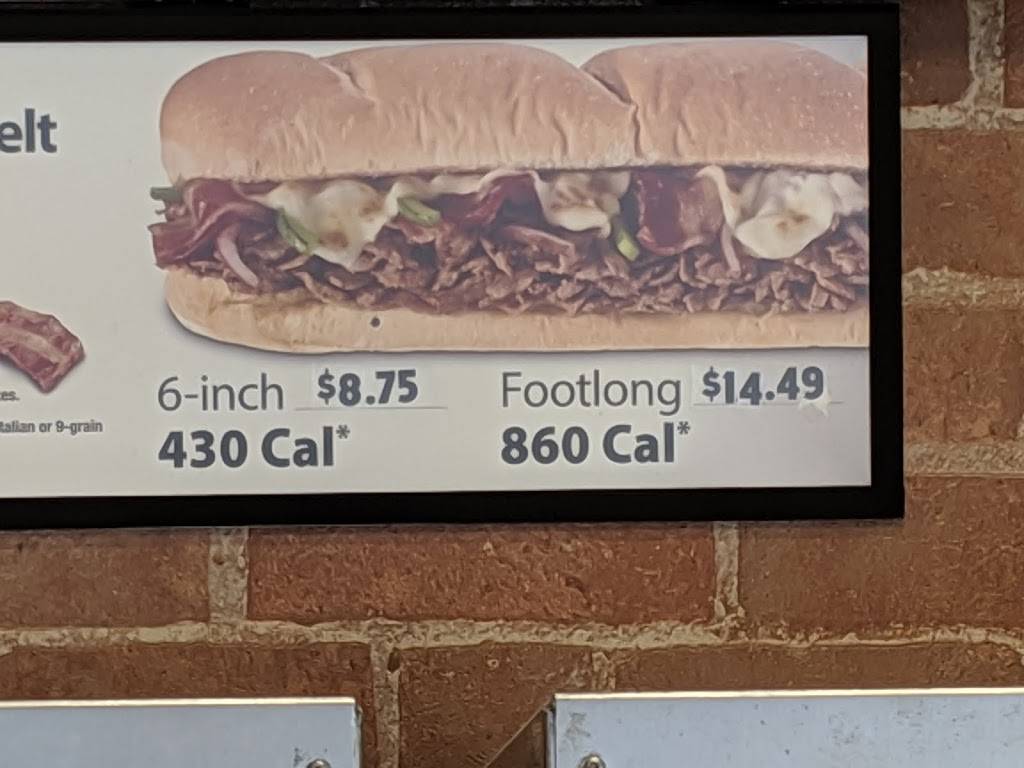 elt
es.
talian or 9-grain
6-inch $8.75
430 Cal*
Footlong $14.49
860 Cal*